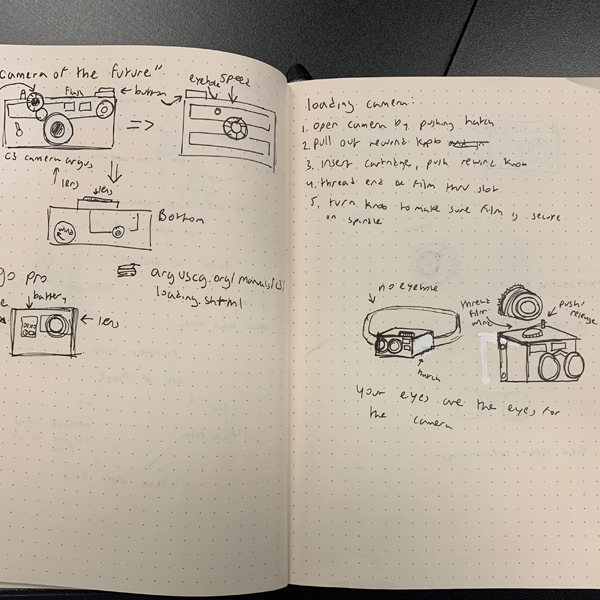 camera of the future"
Flash
button
eyehole
speed
A
B
C3 camera argus
lens
=>
Bottom
go pro
battery
lens
arguscg.org/manuals/c3/
loading.shtml
loading camera:
1. open camera by pushing hatch
2. pull out rewind knob
3. insert cartridge, push rewind knob
4. thread end of film thru slot
5. turn knob to make sure film is secure
on spindle
no eyehole
hatch
thread
film
push/
release
your eyes are the eyes for
the camera